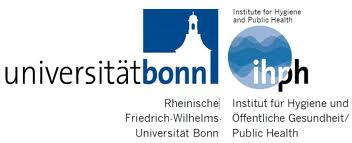 Institute for Hygiene
and Public Health
universitätbonn
ihph
Rheinische
Friedrich-Wilhelms-
Universität Bonn
Institut für Hygiene und
Öffentliche Gesundheit/
Public Health